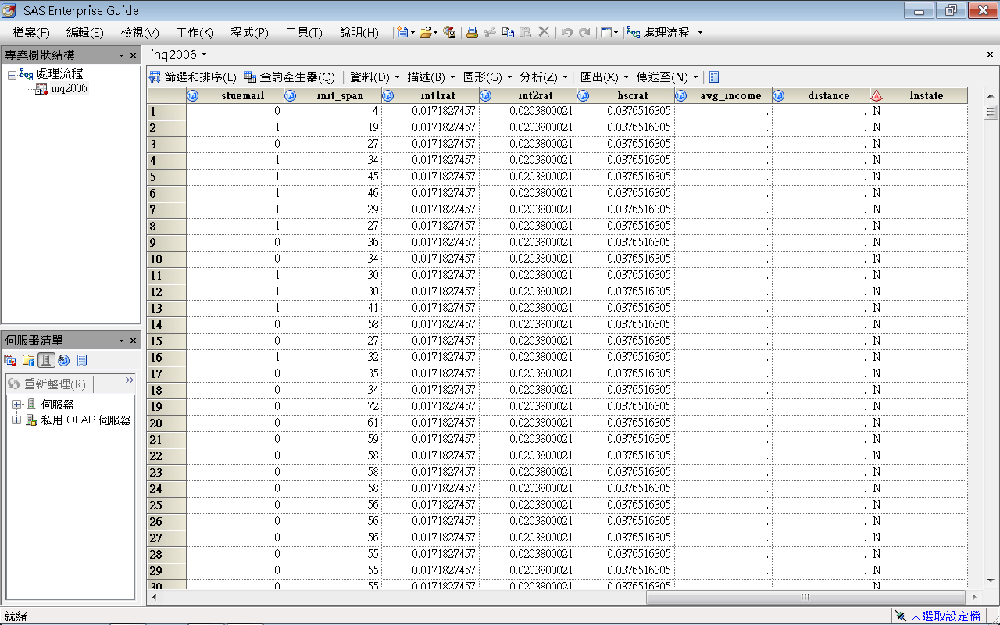 SAS Enterprise Guide
檔案(F) 編輯(E) 檢視(V) 工作(K) 程式(P) 工具(T) 說明(H) 處理流程
專案樹狀結構
處理流程
inq2006
伺服器清單
重新整理(R)
伺服器
私用 OLAP 伺服器
inq2006
篩選和排序(L) 查詢產生器(Q) 資料(D) 描述(B) 圖形(G) 分析(Z) 匯出(X) 傳送至(N)
stuemail init_span int1rat int2rat hscrat avg_income distance Instate
1 0 4 0.0171827457 0.0203800021 0.0376516305 . . N
2 1 19 0.0171827457 0.0203800021 0.0376516305 . . N
3 0 27 0.0171827457 0.0203800021 0.0376516305 . . N
4 1 34 0.0171827457 0.0203800021 0.0376516305 . . N
5 1 45 0.0171827457 0.0203800021 0.0376516305 . . N
6 1 46 0.0171827457 0.0203800021 0.0376516305 . . N
7 1 29 0.0171827457 0.0203800021 0.0376516305 . . N
8 1 27 0.0171827457 0.0203800021 0.0376516305 . . N
9 0 36 0.0171827457 0.0203800021 0.0376516305 . . N
10 0 34 0.0171827457 0.0203800021 0.0376516305 . . N
11 1 30 0.0171827457 0.0203800021 0.0376516305 . . N
12 1 30 0.0171827457 0.0203800021 0.0376516305 . . N
13 1 41 0.0171827457 0.0203800021 0.0376516305 . . N
14 0 58 0.0171827457 0.0203800021 0.0376516305 . . N
15 0 27 0.0171827457 0.0203800021 0.0376516305 . . N
16 1 32 0.0171827457 0.0203800021 0.0376516305 . . N
17 0 35 0.0171827457 0.0203800021 0.0376516305 . . N
18 0 34 0.0171827457 0.0203800021 0.0376516305 . . N
19 0 72 0.0171827457 0.0203800021 0.0376516305 . . N
20 0 61 0.0171827457 0.0203800021 0.0376516305 . . N
21 0 59 0.0171827457 0.0203800021 0.0376516305 . . N
22 0 58 0.0171827457 0.0203800021 0.0376516305 . . N
23 0 58 0.0171827457 0.0203800021 0.0376516305 . . N
24 0 58 0.0171827457 0.0203800021 0.0376516305 . . N
25 0 56 0.0171827457 0.0203800021 0.0376516305 . . N
26 0 56 0.0171827457 0.0203800021 0.0376516305 . . N
27 0 56 0.0171827457 0.0203800021 0.0376516305 . . N
28 0 55 0.0171827457 0.0203800021 0.0376516305 . . N
29 0 55 0.0171827457 0.0203800021 0.0376516305 . . N
30 0 55 0.0171827457 0.0203800021 0.0376516305 . . N
就緒
未選取設定檔